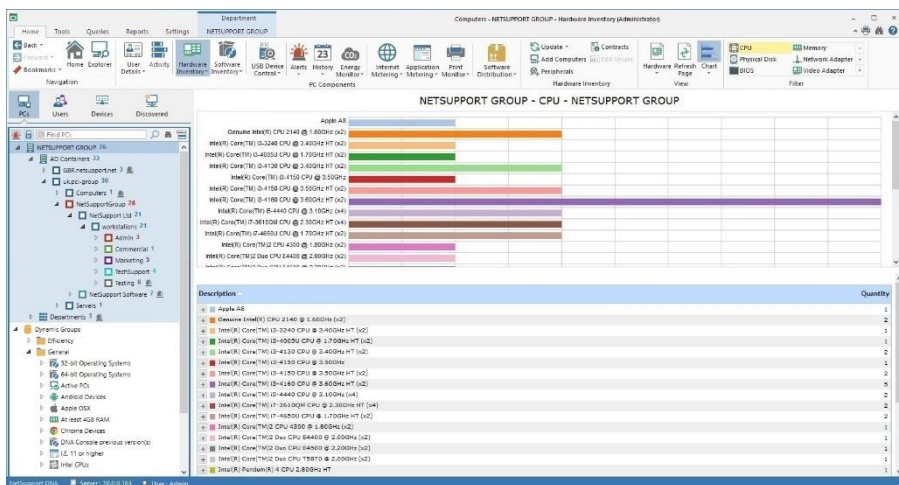 Department
Computers - NETSUPPORT GROUP - Hardware Inventory (Administrator)
Home Tools Queries Reports Settings NETSUPPORT GROUP
Back
Forward
Bookmarks
Home Explorer
User Details
Activity
Hardware Inventory
Software Inventory
USB Device Control
Alerts History
Energy Monitor
Internet Metering
Application Metering
Print Monitor
Software Distribution
Update
Add Computers
Peripherals
Contracts
Edit Values
Hardware
Refresh Page
Chart
CPU
Physical Disk
BIOS
Memory
Network Adapter
Video Adapter
Navigation PC Components Hardware Inventory View Filter
PCs Users Devices Discovered
Find PCs
NETSUPPORT GROUP 36
AD Containers 33
GBR.netsupport.net 3
uk.pci-group 30
Computers 1
NetSupportGroup 28
NetSupport Ltd 21
workstations 21
Admin 3
Commercial 1
Marketing 5
TechSupport 4
Testing 8
NetSupport Software 7
Servers 1
Departments 3
Dynamic Groups
Efficiency
General
32-bit Operating Systems
64-bit Operating Systems
Active PCs
Android Devices
Apple OSX
At least 4GB RAM
Chrome Devices
DNA Console previous version(s)
I.E. 11 or higher
Intel CPUs
NETSUPPORT GROUP - CPU - NETSUPPORT GROUP
Apple A8
Genuine Intel(R) CPU 2140 @ 1.60GHz (x2)
Intel(R) Core(TM) i3-3240 CPU @ 3.40GHz HT (x2)
Intel(R) Core(TM) i3-4005U CPU @ 1.70GHz HT (x2)
Intel(R) Core(TM) i3-4130 CPU @ 3.40GHz HT (x2)
Intel(R) Core(TM) i3-4150 CPU @ 3.50GHz
Intel(R) Core(TM) i3-4150 CPU @ 3.50GHz HT (x2)
Intel(R) Core(TM) i3-4160 CPU @ 3.60GHz HT (x2)
Intel(R) Core(TM) i5-4440 CPU @ 3.10GHz (x4)
Intel(R) Core(TM) i7-3610QM CPU @ 2.30GHz HT (x4)
Intel(R) Core(TM) i7-4650U CPU @ 1.70GHz HT (x2)
Intel(R) Core(TM)2 CPU 4300 @ 1.80GHz (x2)
Intel(R) Core(TM)2 Duo CPU E4400 @ 2.00GHz (x2)
Description Quantity
Apple A8 1
Genuine Intel(R) CPU 2140 @ 1.60GHz (x2) 2
Intel(R) Core(TM) i3-3240 CPU @ 3.40GHz HT (x2) 1
Intel(R) Core(TM) i3-4005U CPU @ 1.70GHz HT (x2) 1
Intel(R) Core(TM) i3-4130 CPU @ 3.40GHz HT (x2) 2
Intel(R) Core(TM) i3-4150 CPU @ 3.50GHz 1
Intel(R) Core(TM) i3-4150 CPU @ 3.50GHz HT (x2) 2
Intel(R) Core(TM) i3-4160 CPU @ 3.60GHz HT (x2) 5
Intel(R) Core(TM) i5-4440 CPU @ 3.10GHz (x4) 2
Intel(R) Core(TM) i7-3610QM CPU @ 2.30GHz HT (x4) 2
Intel(R) Core(TM) i7-4650U CPU @ 1.70GHz HT (x2) 2
Intel(R) Core(TM)2 CPU 4300 @ 1.80GHz (x2) 1
Intel(R) Core(TM)2 Duo CPU E4400 @ 2.00GHz (x2) 1
Intel(R) Core(TM)2 Duo CPU E4500 @ 2.20GHz (x2) 1
Intel(R) Core(TM)2 Duo CPU T5870 @ 2.00GHz (x2) 1
Intel(R) Pentium(R) 4 CPU 2.80GHz HT 1
NetSupport DNA Server : 10.0.0.163 User : Admin